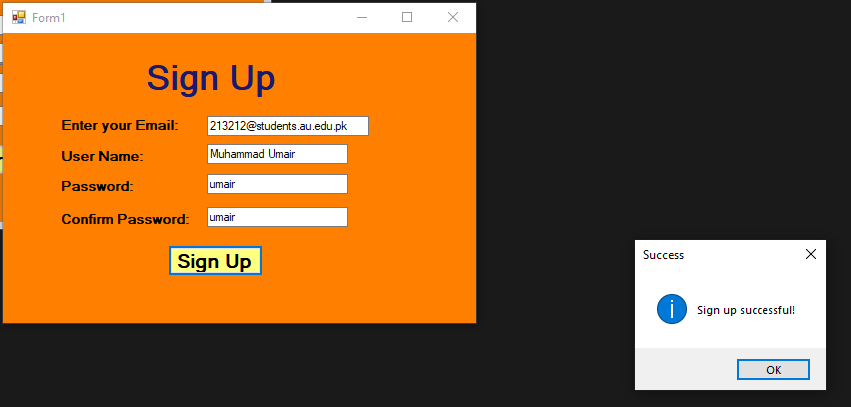 Form1
Sign Up
Enter your Email: 213212@students.au.edu.pk
User Name: Muhammad Umair
Password: umair
Confirm Password: umair
Sign Up
Success
Sign up successful!
OK